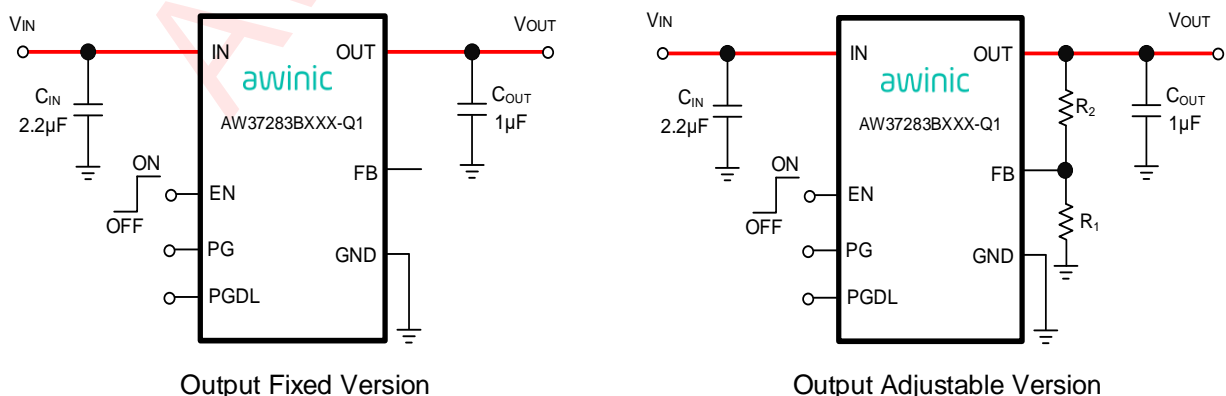 VIN
VOUT
IN
OUT
awinic
CIN
2.2µF
COUT
1µF
AW37283BXXX-Q1
ON
FB
EN
OFF
PG
GND
PGDL
Output Fixed Version
VIN
VOUT
IN
OUT
awinic
CIN
2.2µF
R2
COUT
1µF
AW37283BXXX-Q1
ON
FB
EN
OFF
R1
PG
GND
PGDL
Output Adjustable Version